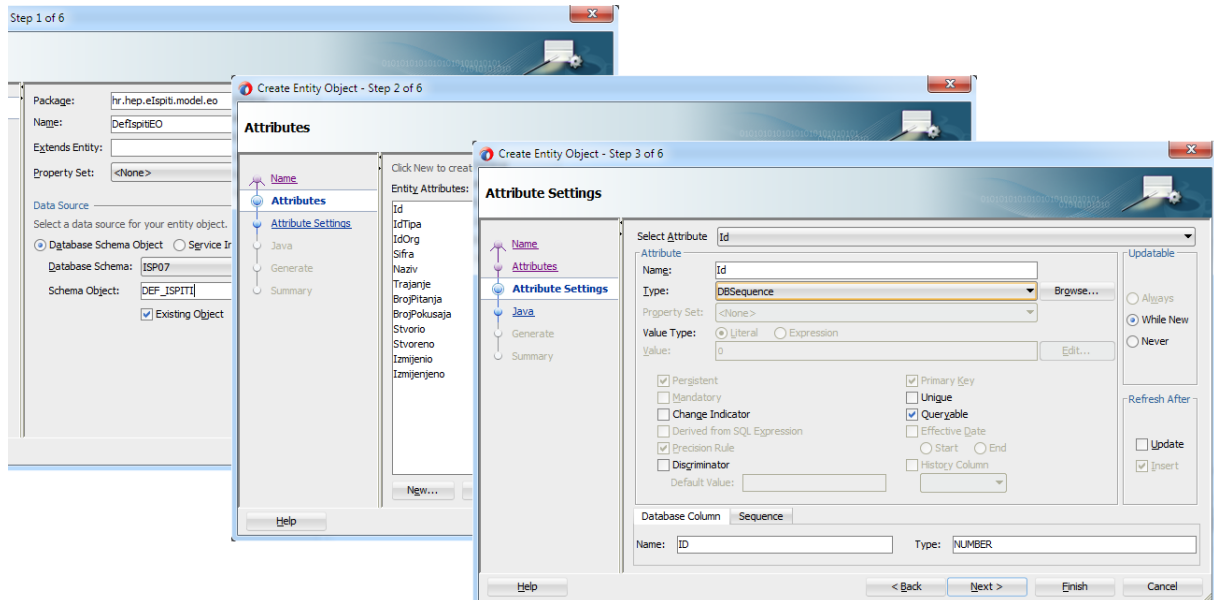 Step 1 of 6
Package: hr.hep.eIspiti.model.eo
Name: DefIspitiEO
Extends Entity:
Property Set: <None>
Data Source
Select a data source for your entity object.
Database Schema Object Service
Database Schema: ISP07
Schema Object: DEF_ISPITI
Existing Object
Create Entity Object - Step 2 of 6
Attributes
Name
Attributes
Attribute Settings
Java
Generate
Summary
Click New to creat
Entity Attributes:
Id
IdTipa
IdOrg
Sifra
Naziv
Trajanje
BrojPitanja
BrojPokusaja
Stvorio
Stvoreno
Izmijenio
Izmijenjeno
New...
Help
Create Entity Object - Step 3 of 6
Attribute Settings
Name
Attributes
Attribute Settings
Java
Generate
Summary
Select Attribute Id
Attribute
Name: Id
Type: DBSequence Browse...
Property Set: <None>
Value Type: Literal Expression
Value: 0 Edit...
Persistent Primary Key
Mandatory Unique
Change Indicator Queryable
Derived from SQL Expression Effective Date
Precision Rule Start End
Discriminator History Column
Default Value:
Updatable
Always
While New
Never
Refresh After
Update
Insert
Database Column Sequence
Name: ID Type: NUMBER
Help < Back Next > Finish Cancel